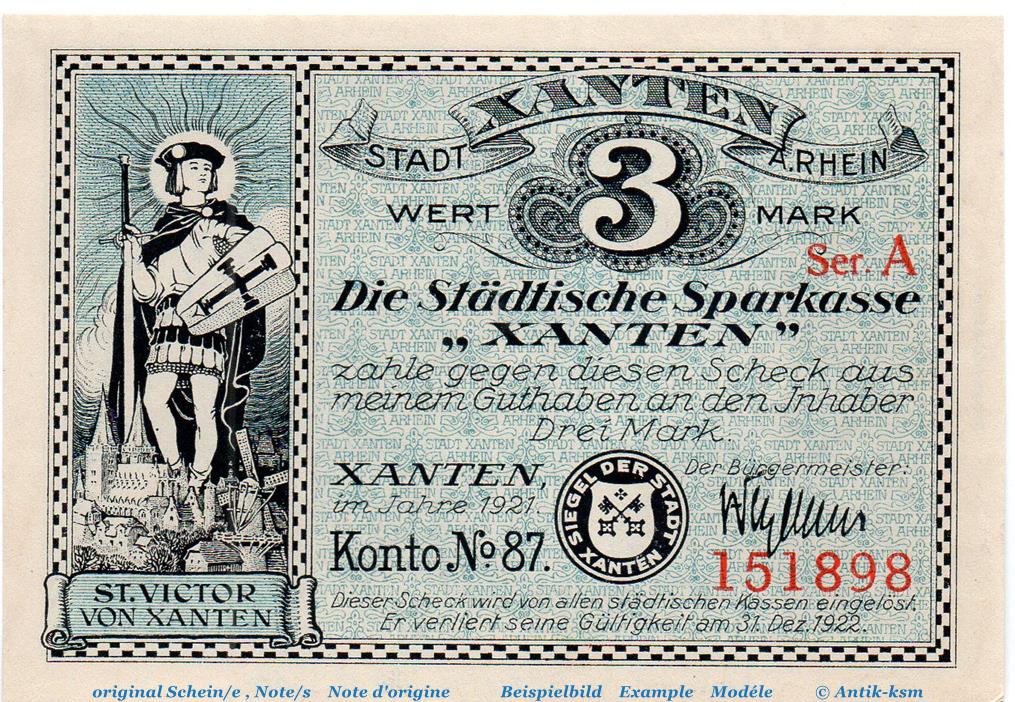 XANTEN
STADT A.RHEIN
3
WERT MARK
Ser. A
Die Städtische Sparkasse
„XANTEN”
zahle gegen diesen Scheck aus
meinem Guthaben an den Inhaber
Drei Mark.
XANTEN,
im Jahre 1921.
Konto No 87.
SIEGEL DER STADT XANTEN
Der Bürgermeister:
151898
Dieser Scheck wird von allen städtischen Kassen eingelöst.
Er verliert seine Gültigkeit am 31. Dez. 1922.
ST. VICTOR
VON XANTEN
original Schein/e , Note/s Note d'origine Beispielbild Example Modéle © Antik-ksm